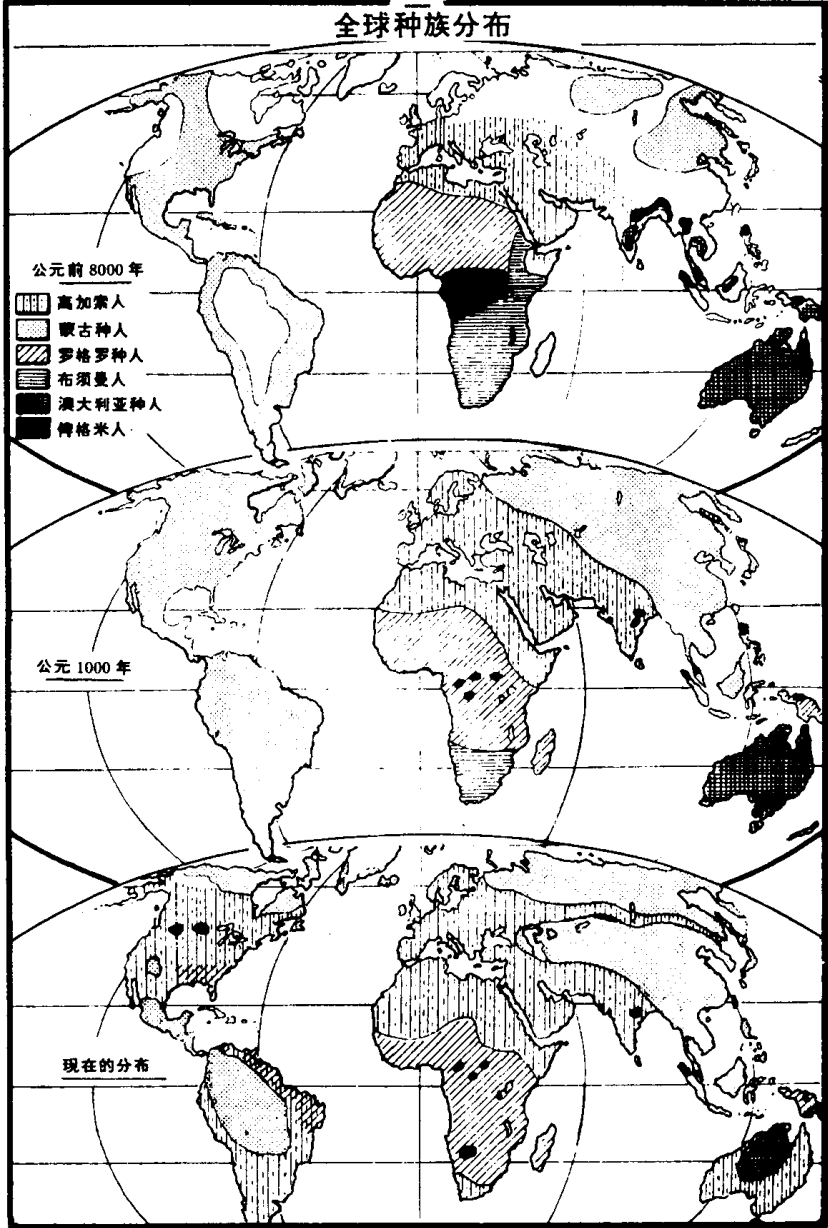 全球种族分布
公元前 8000 年
高加索人
蒙古种人
罗格罗种人
布须曼人
澳大利亚种人
俾格米人
公元 1000 年
现在的分布